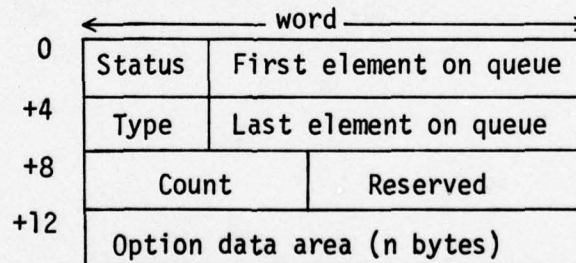 word
0 Status First element on queue
+4 Type Last element on queue
+8 Count Reserved
+12 Option data area (n bytes)